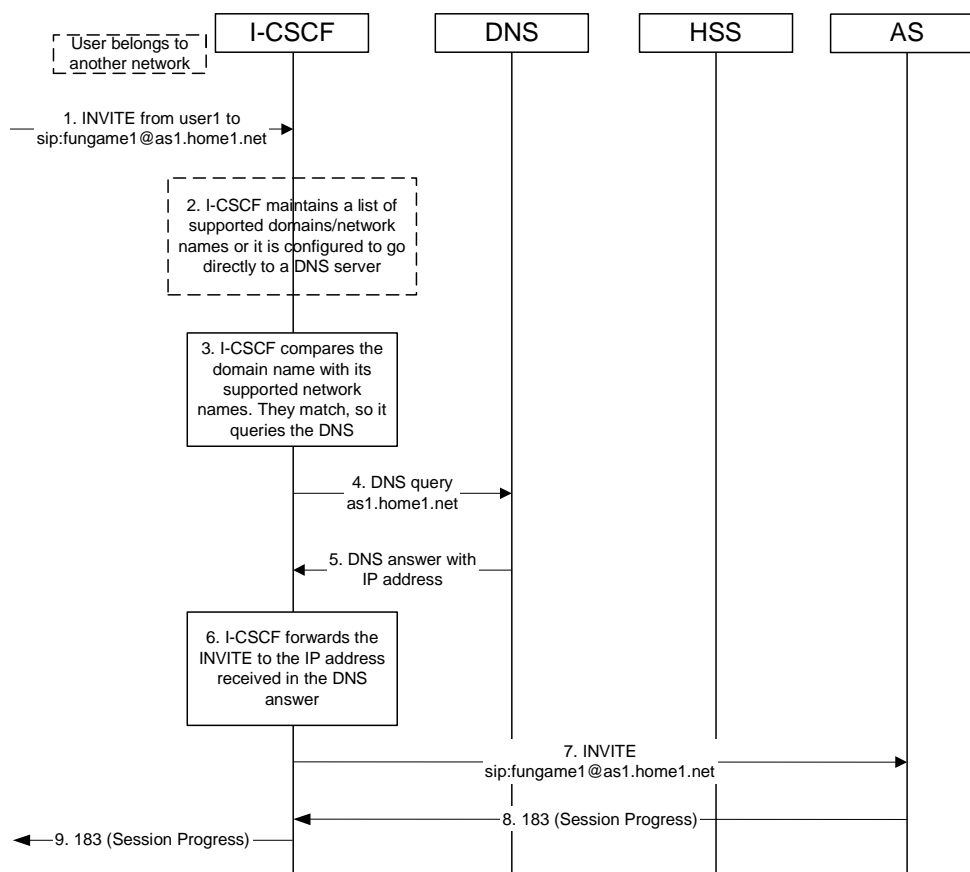 I-CSCF
DNS
HSS
AS
User belongs to
another network
1. INVITE from user1 to
sip:fungame1@as1.home1.net
2. I-CSCF maintains a list of
supported domains/network
names or it is configured to go
directly to a DNS server
3. I-CSCF compares the
domain name with its
supported network
names. They match, so it
queries the DNS
4. DNS query
as1.home1.net
5. DNS answer with
IP address
6. I-CSCF forwards the
INVITE to the IP address
received in the DNS
answer
7. INVITE
sip:fungame1@as1.home1.net
8. 183 (Session Progress)
9. 183 (Session Progress)